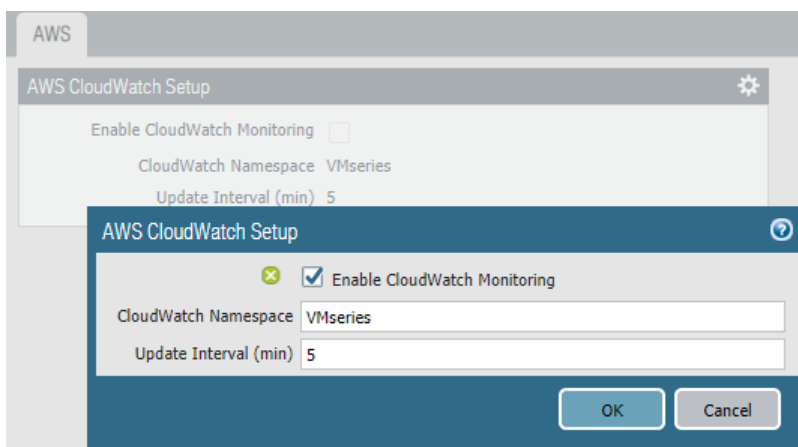 AWS
AWS CloudWatch Setup
Enable CloudWatch Monitoring
CloudWatch Namespace VMseries
Update Interval (min) 5
AWS CloudWatch Setup
Enable CloudWatch Monitoring
CloudWatch Namespace VMseries
Update Interval (min) 5
OK Cancel